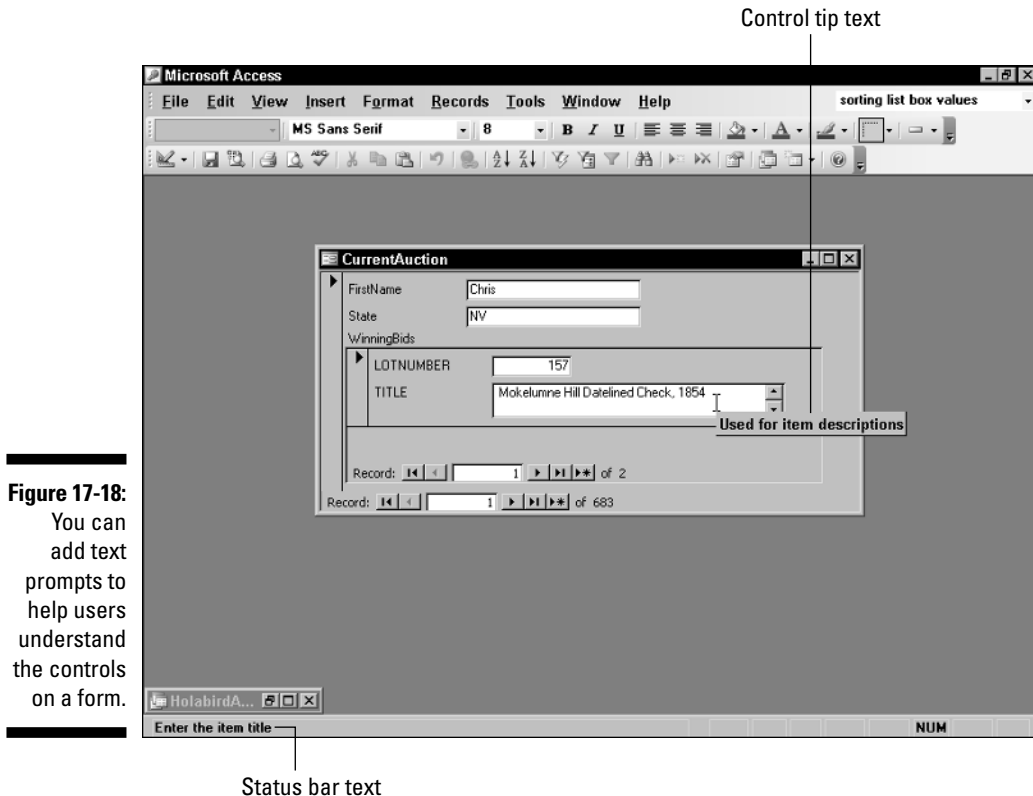 Control tip text
Microsoft Access
File Edit View Insert Format Records Tools Window Help
sorting list box values
MS Sans Serif 8 B I U
CurrentAuction
FirstName Chris
State NV
WinningBids
LOTNUMBER 157
TITLE Mokelumne Hill Datelined Check, 1854
Used for item descriptions
Record: 1 of 2
Record: 1 of 683
Figure 17-18:
You can
add text
prompts to
help users
understand
the controls
on a form.
HolabirdA...
Enter the item title
NUM
Status bar text